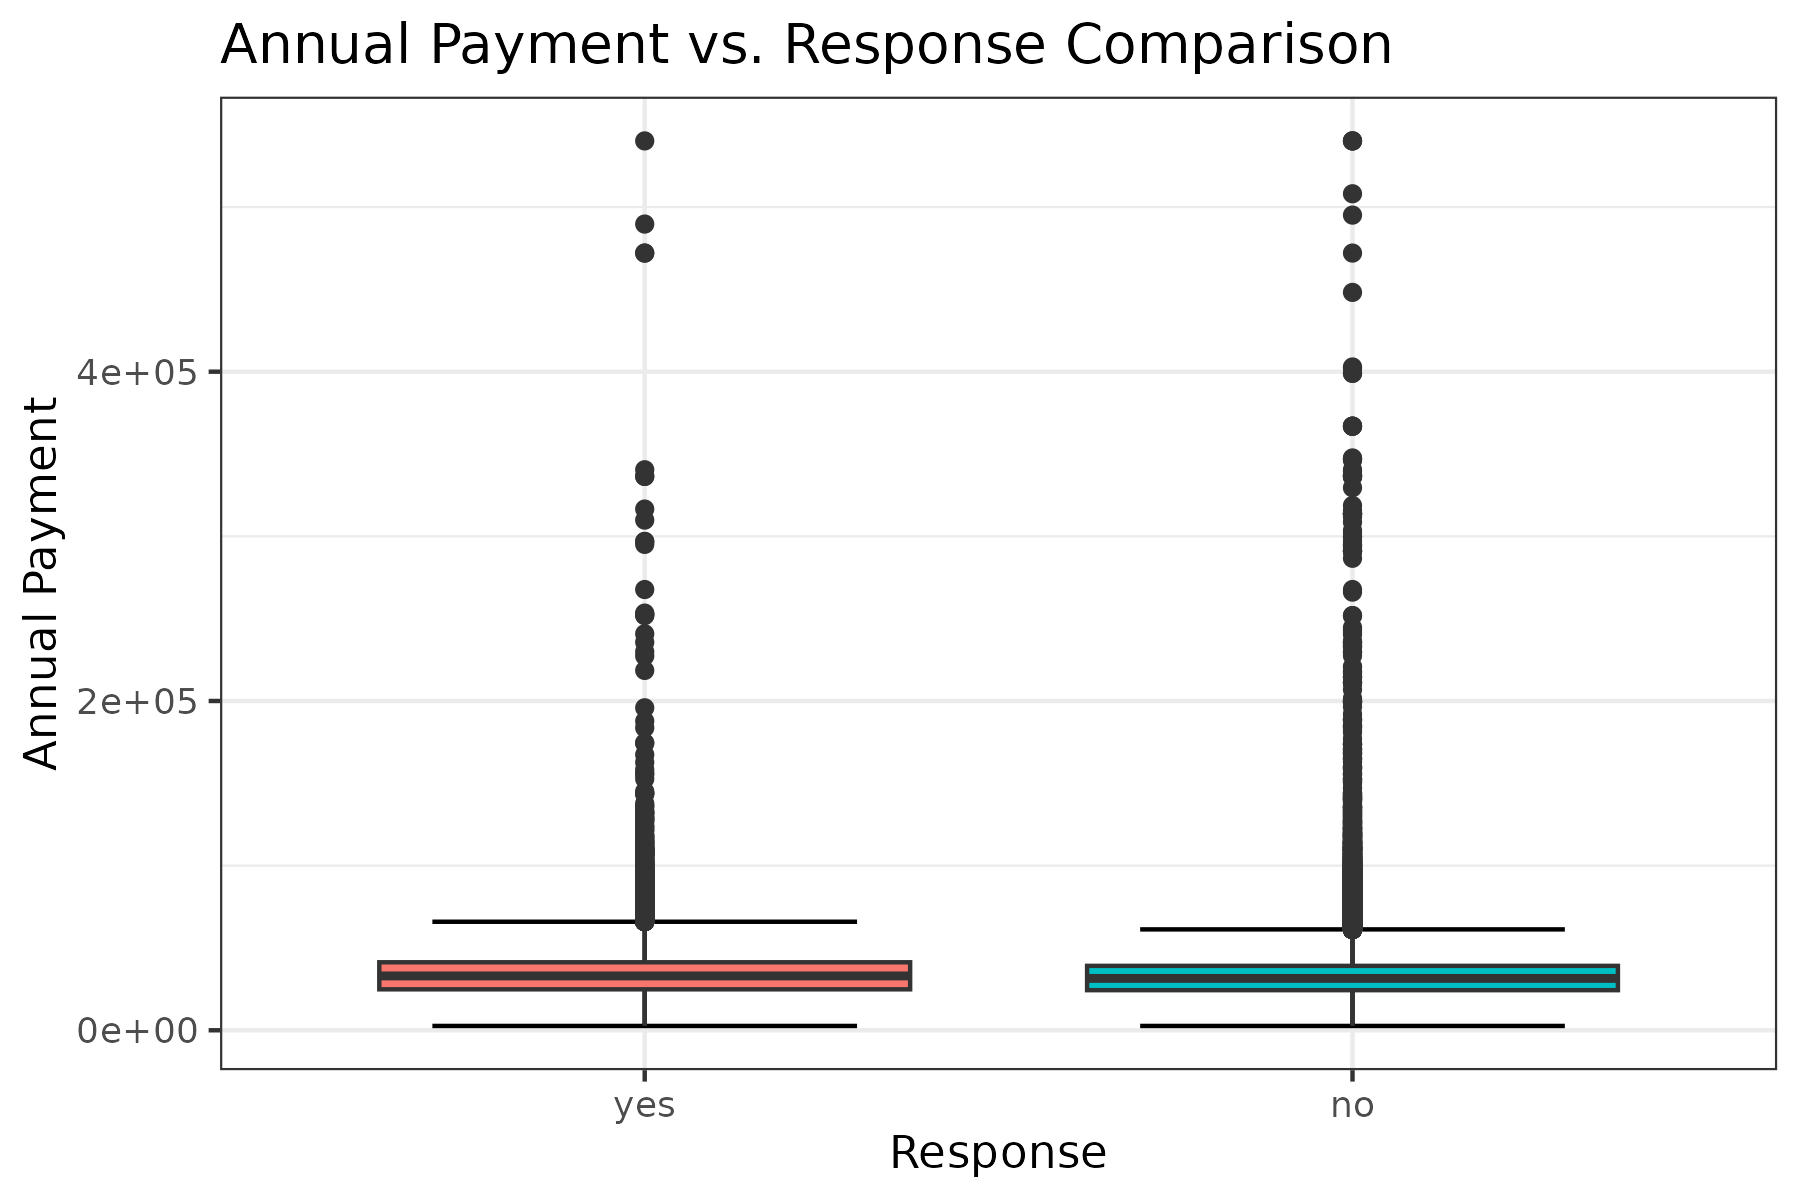 Annual Payment vs. Response Comparison
Annual Payment
4e+05
2e+05
0e+00
yes no
Response